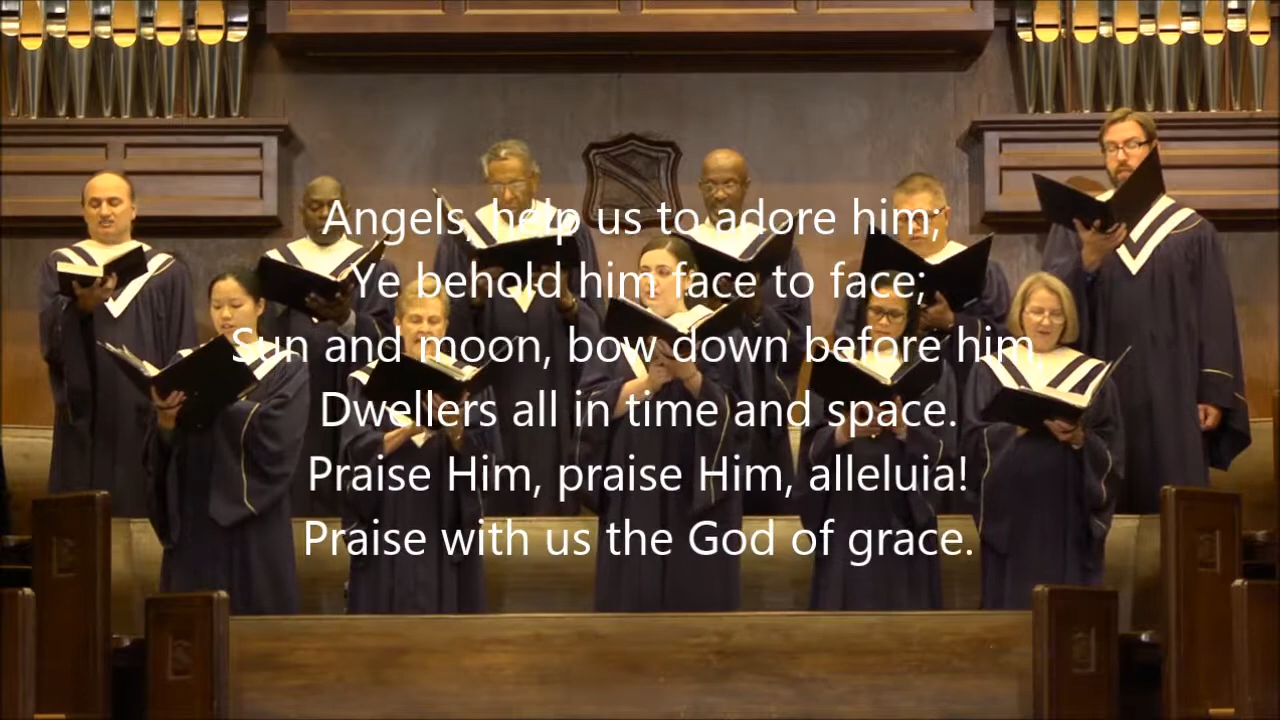 Angels, help us to adore him;
Ye behold him face to face;
Sun and moon, bow down before him,
Dwellers all in time and space.
Praise Him, praise Him, alleluia!
Praise with us the God of grace.